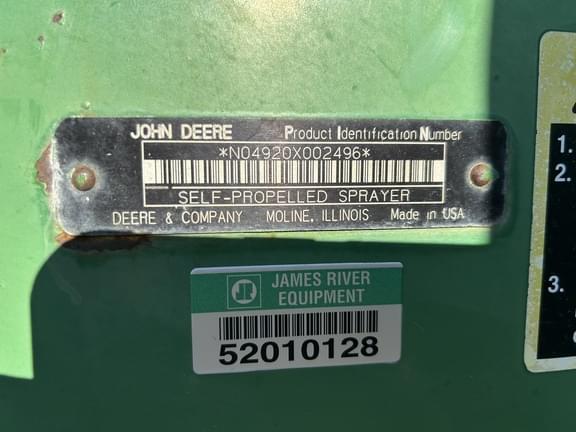 JOHN DEERE Product Identification Number
*N04920X002496*
SELF-PROPELLED SPRAYER
DEERE & COMPANY MOLINE, ILLINOIS Made in USA
JAMES RIVER
EQUIPMENT
52010128
1.
2.
3.